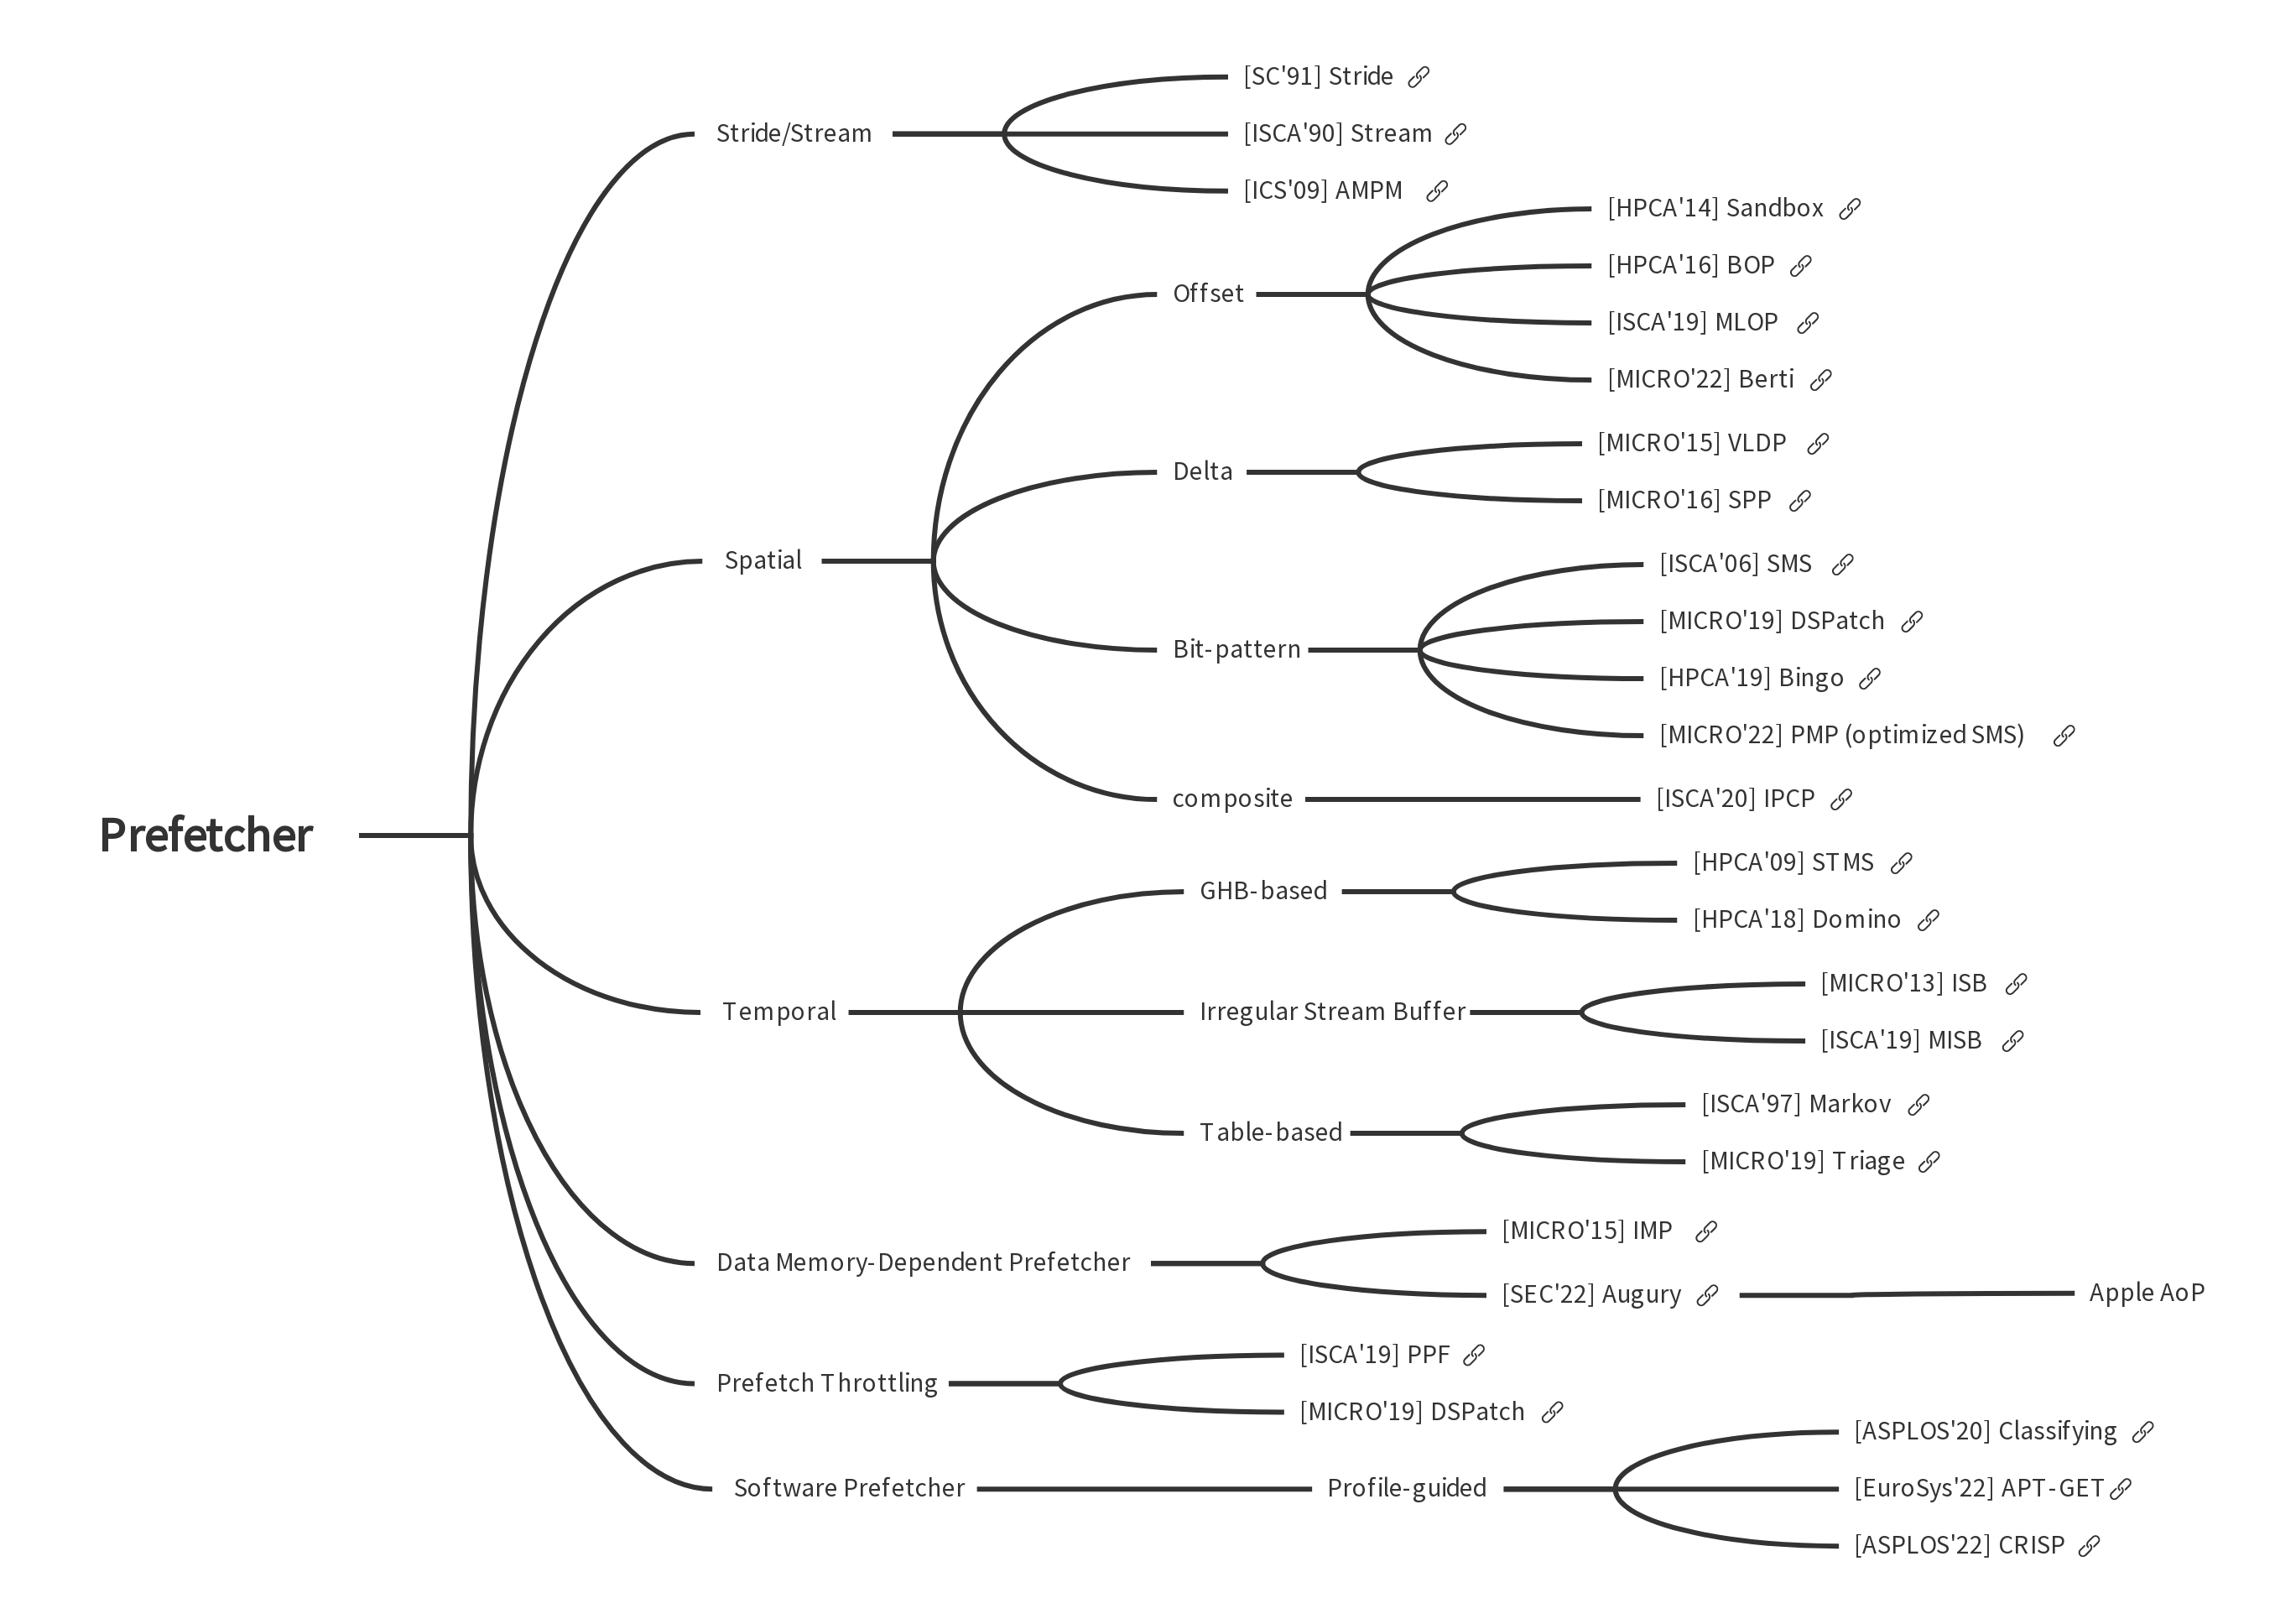 Prefetcher
Stride/Stream
[SC'91] Stride
[ISCA'90] Stream
[ICS'09] AMPM
Spatial
Offset
[HPCA'14] Sandbox
[HPCA'16] BOP
[ISCA'19] MLOP
[MICRO'22] Berti
Delta
[MICRO'15] VLDP
[MICRO'16] SPP
Bit-pattern
[ISCA'06] SMS
[MICRO'19] DSPatch
[HPCA'19] Bingo
[MICRO'22] PMP (optimized SMS)
composite
[ISCA'20] IPCP
Temporal
GHB-based
[HPCA'09] STMS
[HPCA'18] Domino
Irregular Stream Buffer
[MICRO'13] ISB
[ISCA'19] MISB
Table-based
[ISCA'97] Markov
[MICRO'19] Triage
Data Memory-Dependent Prefetcher
[MICRO'15] IMP
[SEC'22] Augury
Apple AoP
Prefetch Throttling
[ISCA'19] PPF
[MICRO'19] DSPatch
Software Prefetcher
Profile-guided
[ASPLOS'20] Classifying
[EuroSys'22] APT-GET
[ASPLOS'22] CRISP